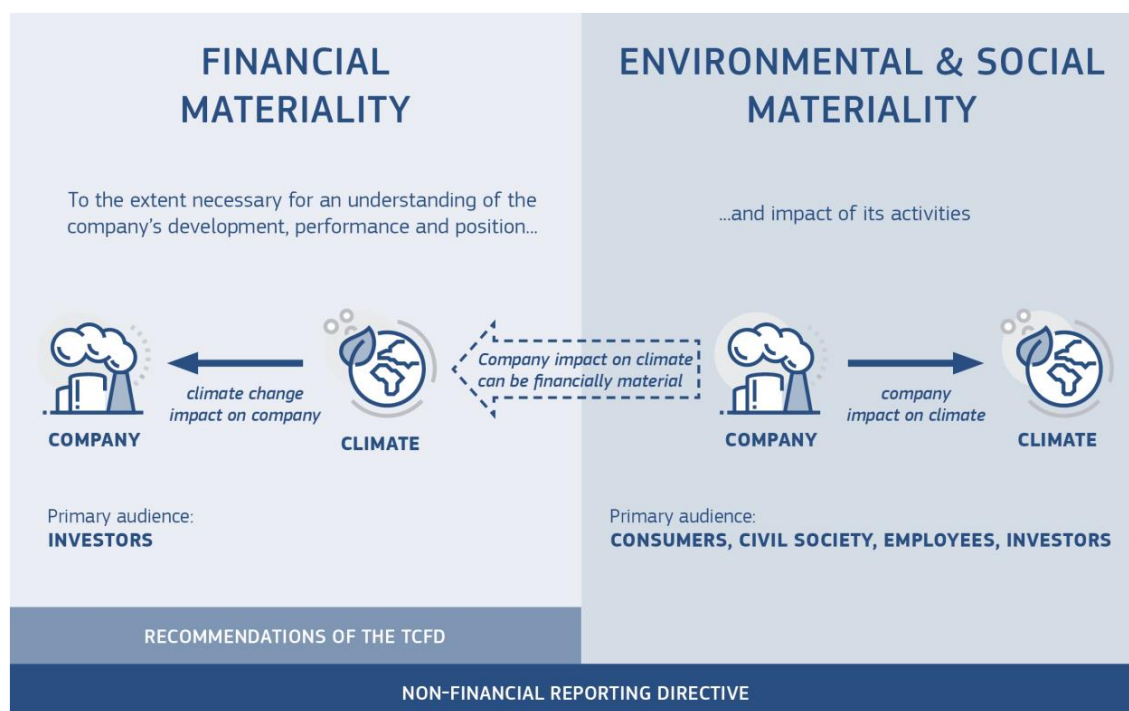 FINANCIAL
MATERIALITY
To the extent necessary for an understanding of the
company's development, performance and position...
climate change
impact on company
COMPANY
CLIMATE
Primary audience:
INVESTORS
RECOMMENDATIONS OF THE TCFD
Company impact on climate
can be financially material
ENVIRONMENTAL & SOCIAL
MATERIALITY
...and impact of its activities
company
impact on climate
COMPANY
CLIMATE
Primary audience:
CONSUMERS, CIVIL SOCIETY, EMPLOYEES, INVESTORS
NON-FINANCIAL REPORTING DIRECTIVE